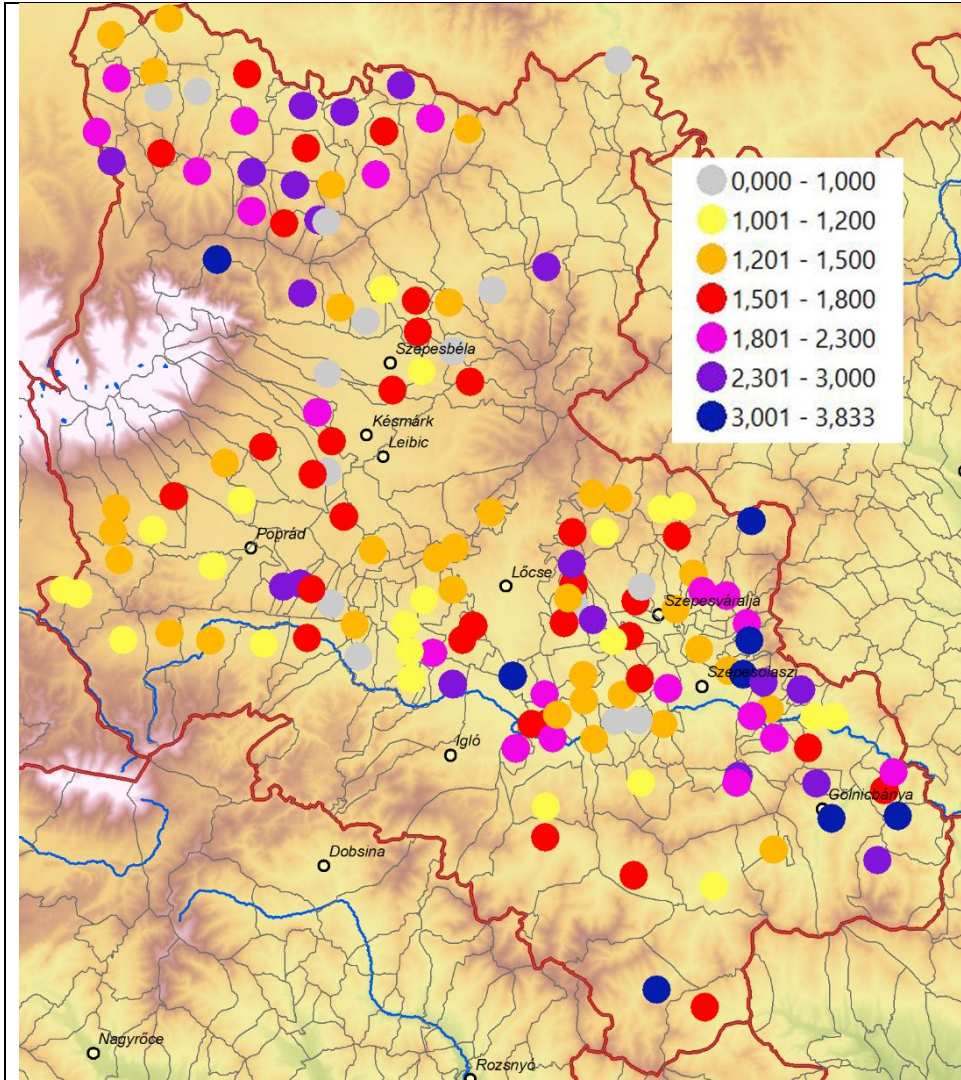 0,000 - 1,000
1,001 - 1,200
1,201 - 1,500
1,501 - 1,800
1,801 - 2,300
2,301 - 3,000
3,001 - 3,833
Szepesbéla
Késmárk
Leibic
Poprád
Lőcse
Szepesváralja
Szepesolaszi
Igló
Gölnicbánya
Dobsina
Nagyrőce
Rozsnyó